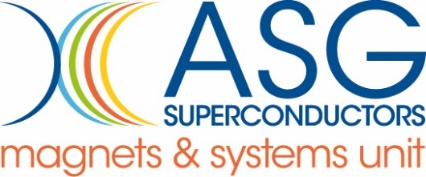 ASG
SUPERCONDUCTORS
magnets & systems unit